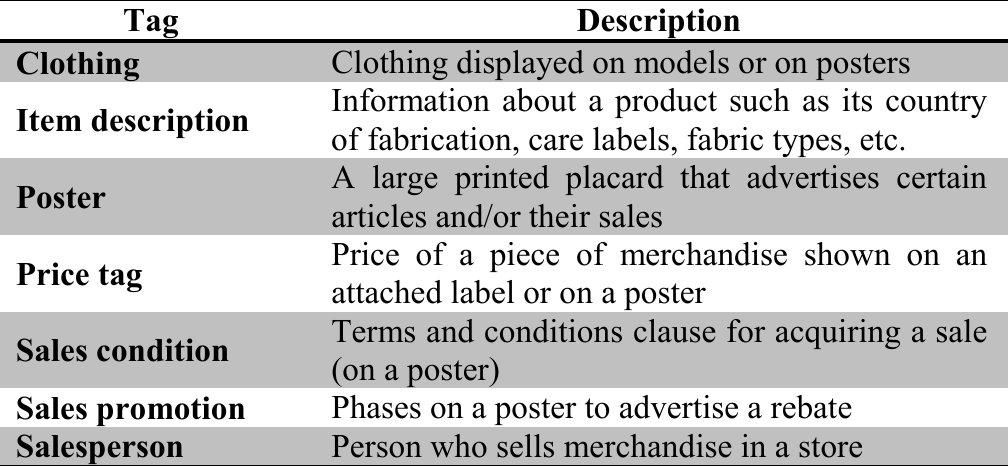 Tag Description
Clothing Clothing displayed on models or on posters
Item description Information about a product such as its country
of fabrication, care labels, fabric types, etc.
Poster A large printed placard that advertises certain
articles and/or their sales
Price tag Price of a piece of merchandise shown on an
attached label or on a poster
Sales condition Terms and conditions clause for acquiring a sale
(on a poster)
Sales promotion Phases on a poster to advertise a rebate
Salesperson Person who sells merchandise in a store